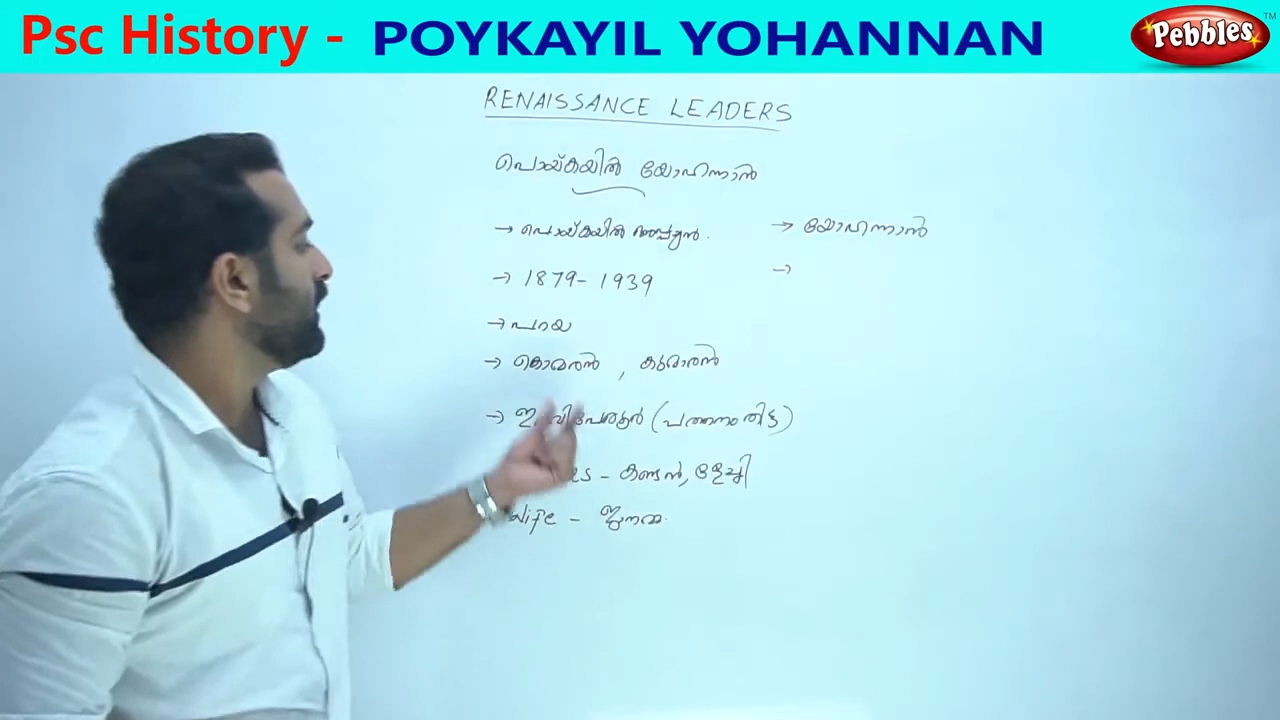 Psc History - POYKAYIL YOHANNAN
Pebbles TM
RENAISSANCE LEADERS
പൊയ്കയിൽ യോഹന്നാൻ
→ പൊയ്കയിൽ അപ്പച്ചൻ.
→ 1879 - 1939
→ പറയ
→ കൊമരൻ, കുമാരൻ
→ പേരൂർ (പത്തനംതിട്ട)
- കണ്ടൻ, ളേച്ചി
Wife - ജ്ഞാനമ്മ.
→ യോഹന്നാൻ
→